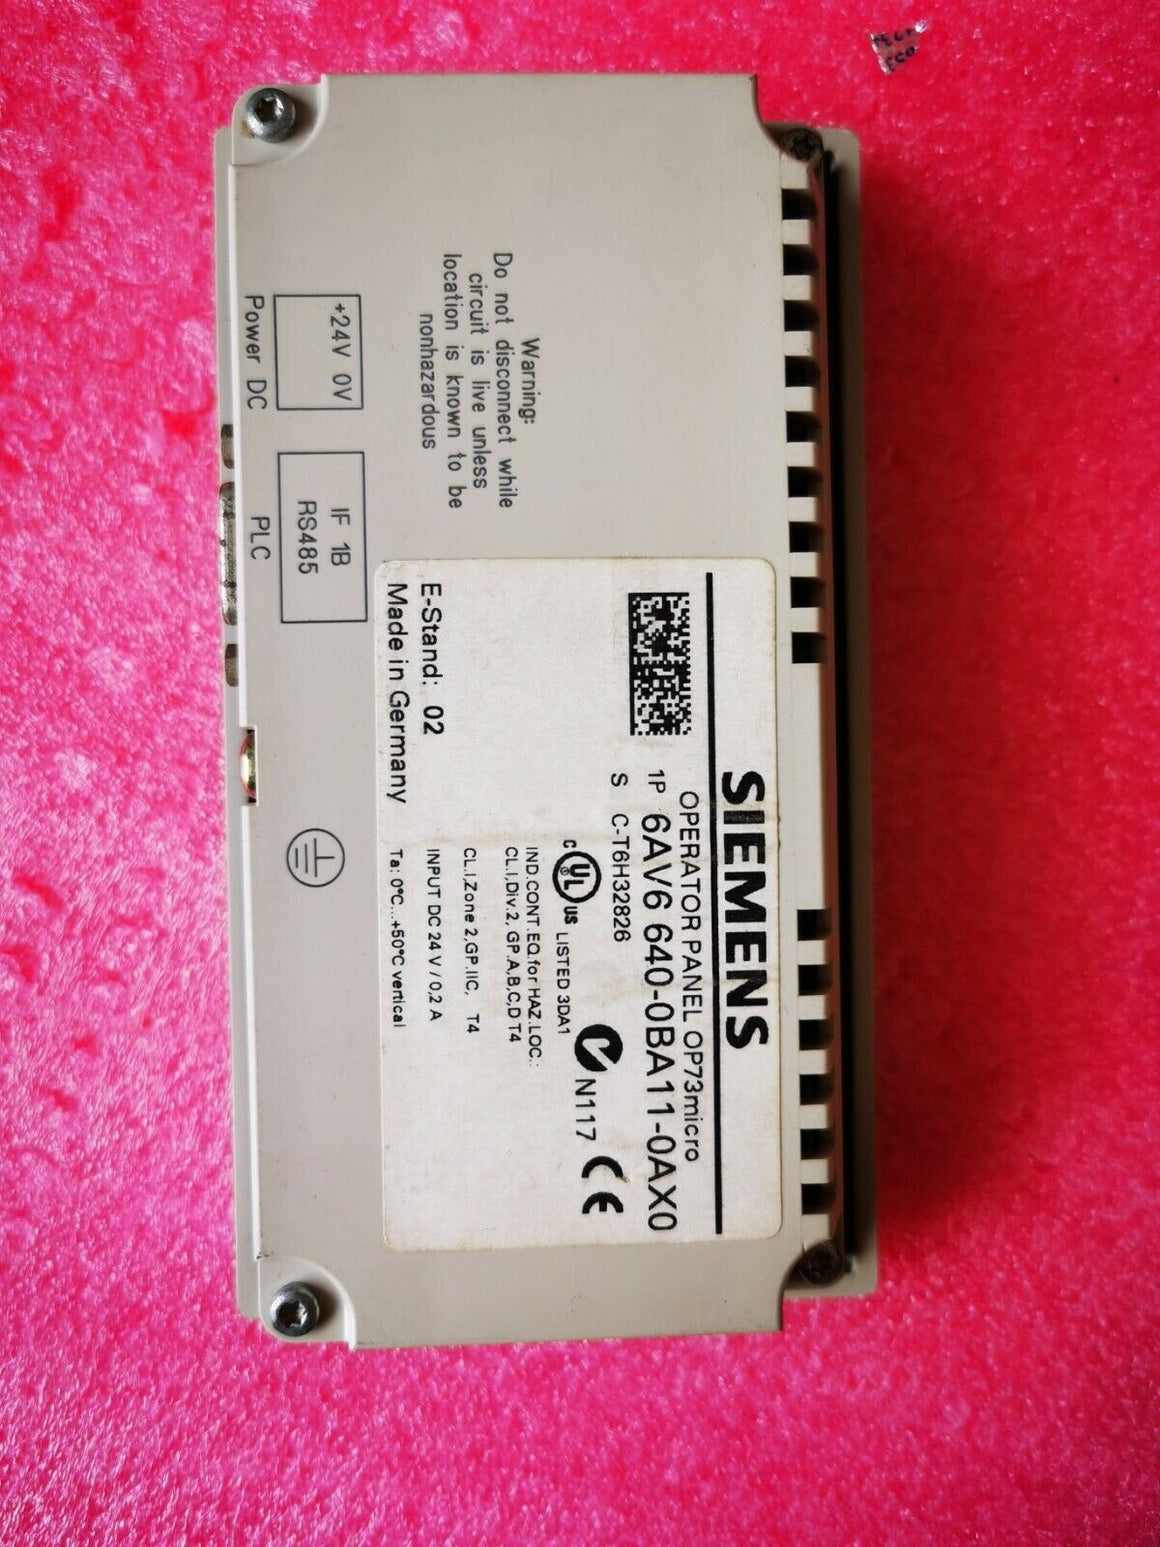 SIEMENS
OPERATOR PANEL OP73micro
1P 6AV6 640-0BA11-0AX0
S C-T6H32826
N117 CE
C UL ® US LISTED 3DA1
IND.CONT.EQ.for HAZ.LOC.:
CL.I,Div.2, GP.A,B,C,D T4
CL.I,Zone 2,GP.IIC, T4
INPUT DC 24 V / 0,2 A
Ta: 0°C...+50°C vertical
E-Stand: 02
Made in Germany
Warning:
Do not disconnect while
circuit is live unless
location is known to be
nonhazardous
+24V 0V
Power DC
IF 1B
RS485
PLC